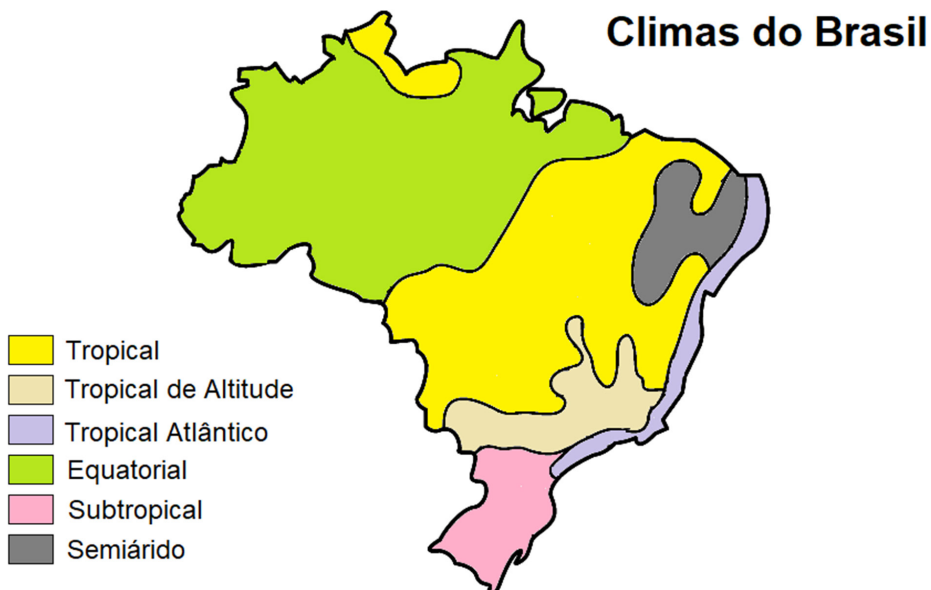 Climas do Brasil
Tropical
Tropical de Altitude
Tropical Atlântico
Equatorial
Subtropical
Semiárido